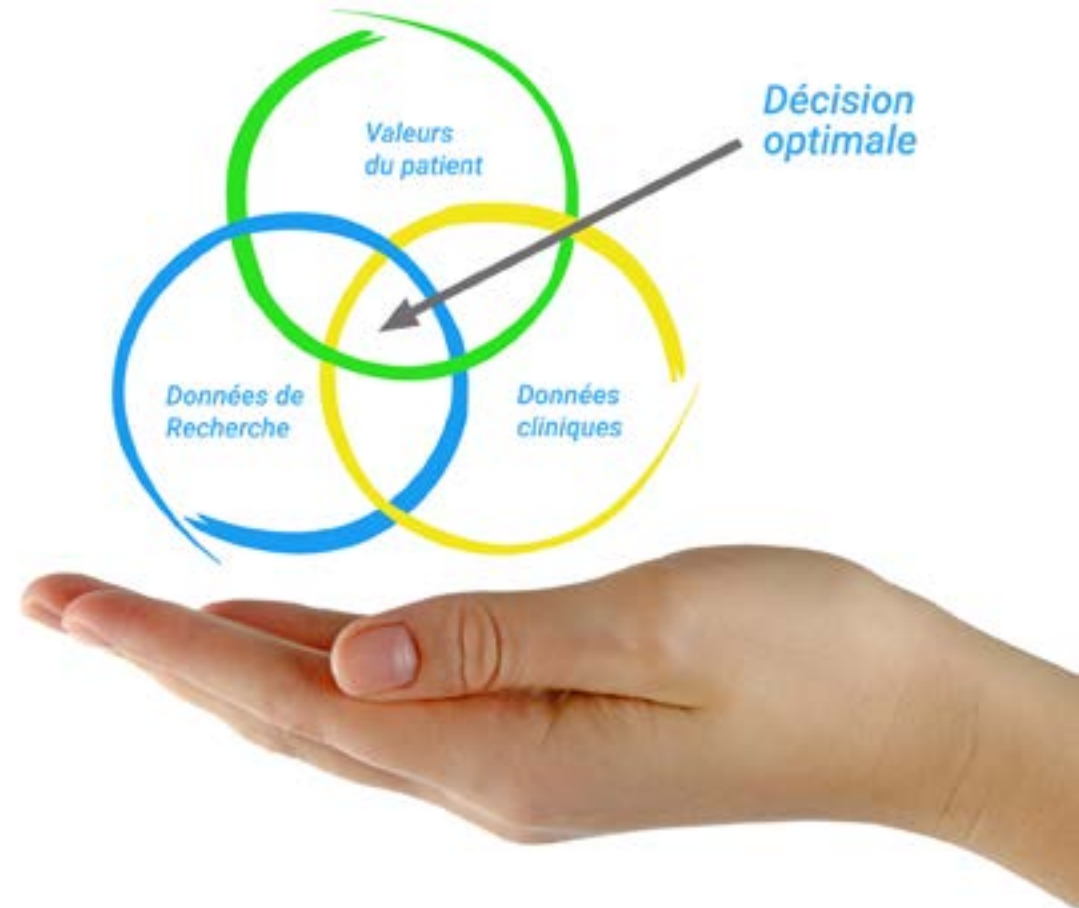 Valeurs
du patient
Décision
optimale
Données de
Recherche
Données
cliniques